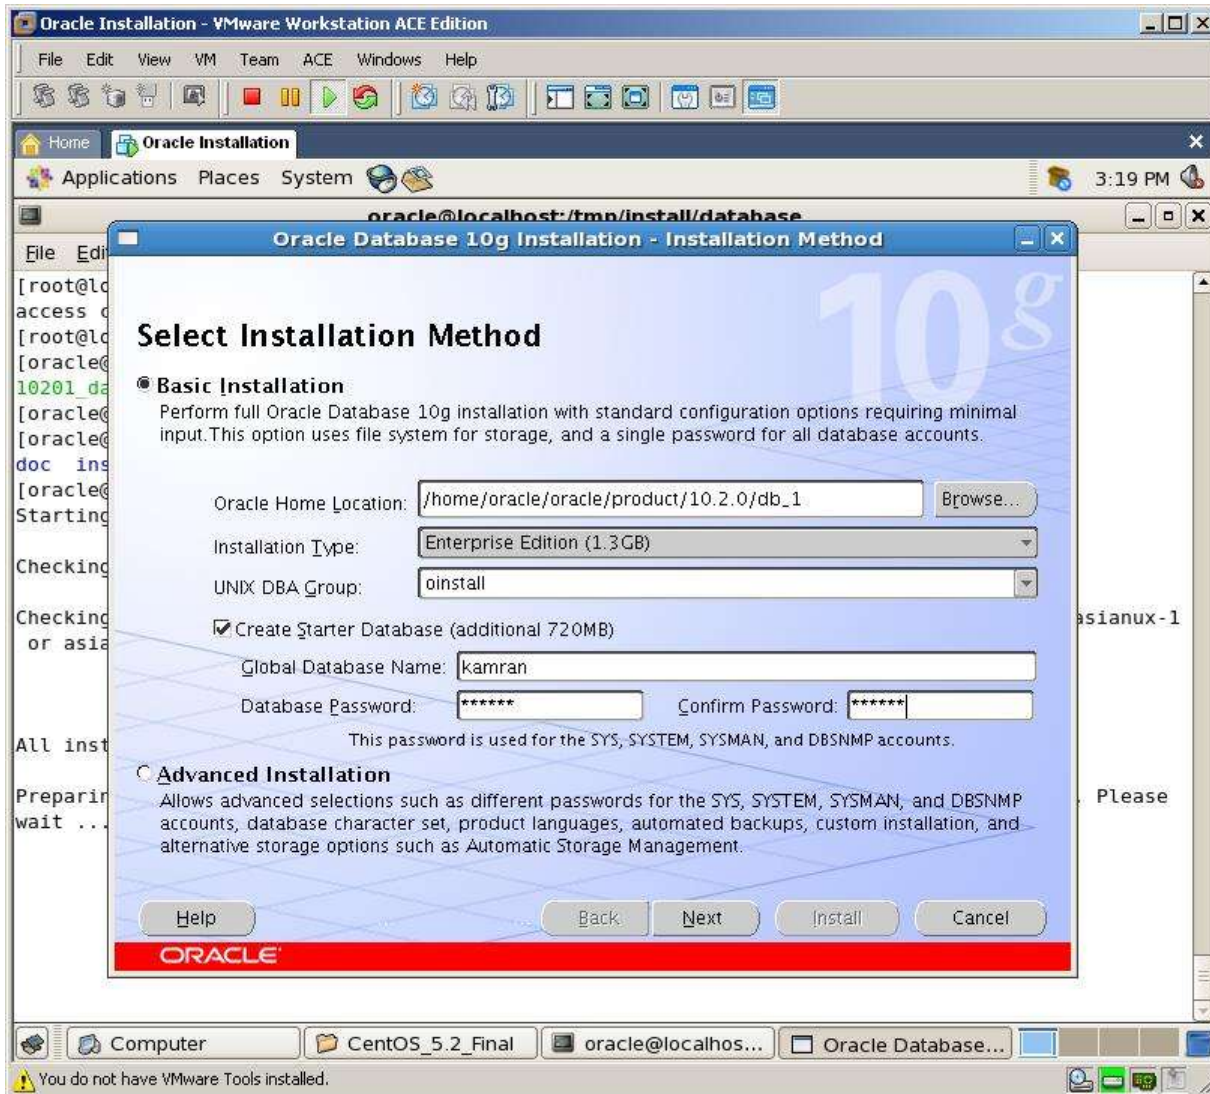 Oracle Installation - VMware Workstation ACE Edition
File Edit View VM Team ACE Windows Help
Home Oracle Installation
Applications Places System 3:19 PM
oracle@localhost:/tmp/install/database
Oracle Database 10g Installation - Installation Method
File Edi
[root@lo
access
[root@lo
[oracle@
10201_da
[oracle@
[oracle@
doc ins
[oracle@
Starting
Checking
Checking asianux-1
or asia
All inst
Preparin . Please
wait ...
10g
Select Installation Method
Basic Installation
Perform full Oracle Database 10g installation with standard configuration options requiring minimal
input.This option uses file system for storage, and a single password for all database accounts.
Oracle Home Location: /home/oracle/oracle/product/10.2.0/db_1 Browse...
Installation Type: Enterprise Edition (1.3GB)
UNIX DBA Group: oinstall
Create Starter Database (additional 720MB)
Global Database Name: kamran
Database Password: ****** Confirm Password: ******
This password is used for the SYS, SYSTEM, SYSMAN, and DBSNMP accounts.
Advanced Installation
Allows advanced selections such as different passwords for the SYS, SYSTEM, SYSMAN, and DBSNMP
accounts, database character set, product languages, automated backups, custom installation, and
alternative storage options such as Automatic Storage Management.
Help Back Next Install Cancel
ORACLE
Computer CentOS_5.2_Final oracle@localhos... Oracle Database...
You do not have VMware Tools installed.